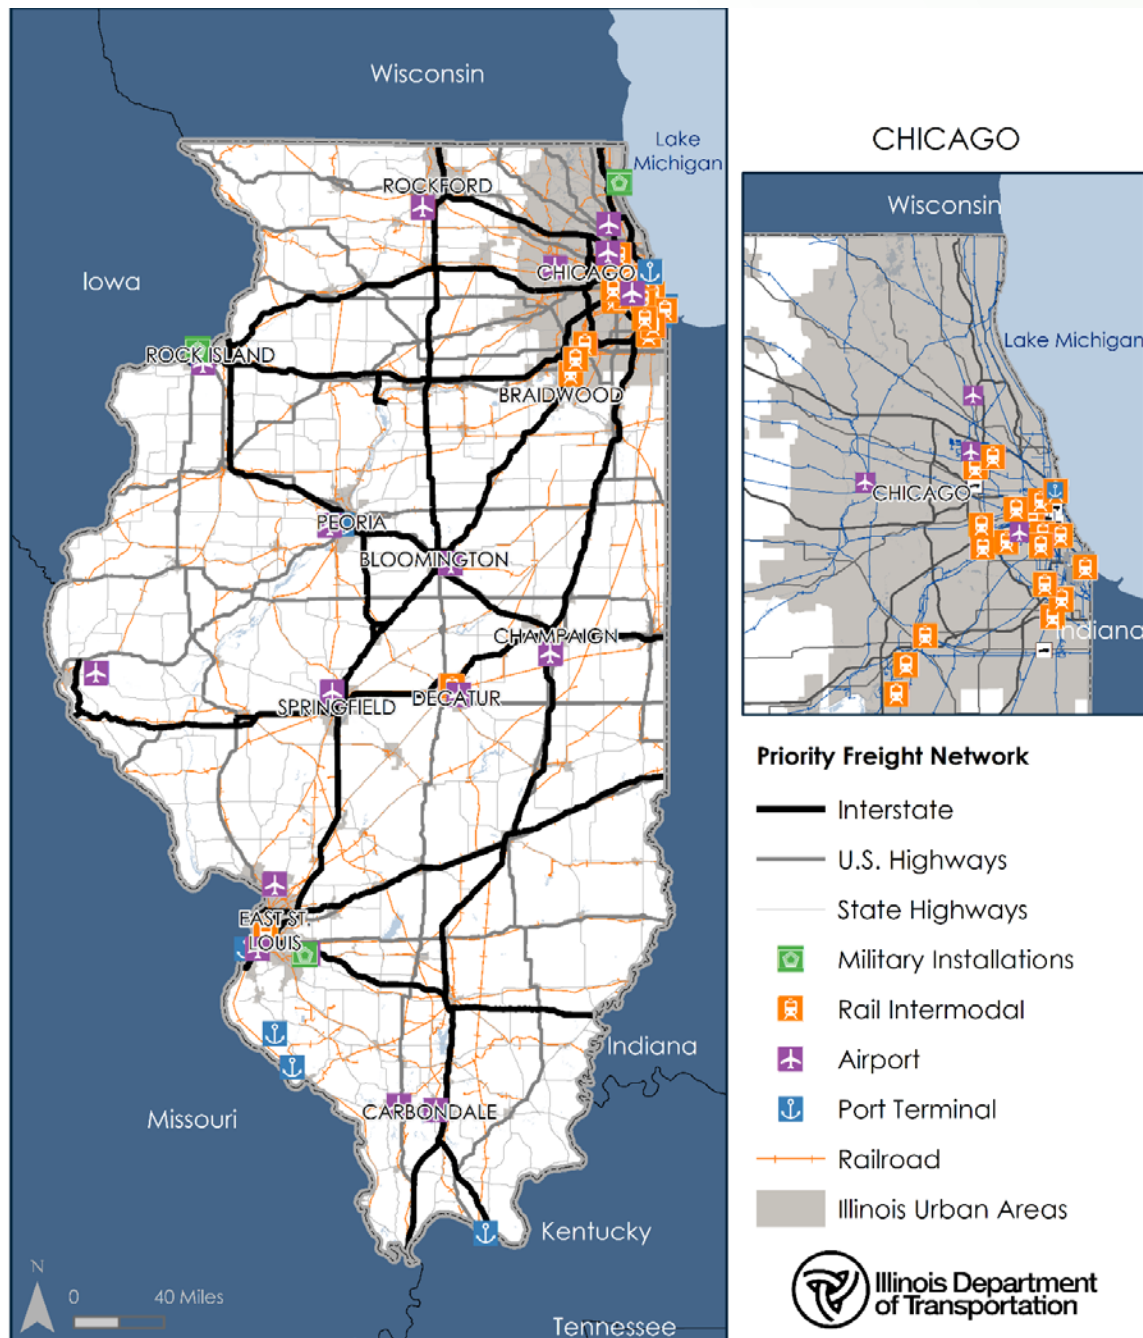 Wisconsin
Lake
Michigan
ROCKFORD
Iowa
CHICAGO
ROCK ISLAND
BRAIDWOOD
PEORIA
BLOOMINGTON
CHAMPAIGN
SPRINGFIELD
DECATUR
EAST ST.
LOUIS
Indiana
Missouri
CARBONDALE
Kentucky
N
0
40 Miles
Tennessee
CHICAGO
Wisconsin
Lake Michigan
CHICAGO
Indiana
Priority Freight Network
Interstate
U.S. Highways
State Highways
Military Installations
Rail Intermodal
Airport
Port Terminal
Railroad
Illinois Urban Areas
Illinois Department
of Transportation